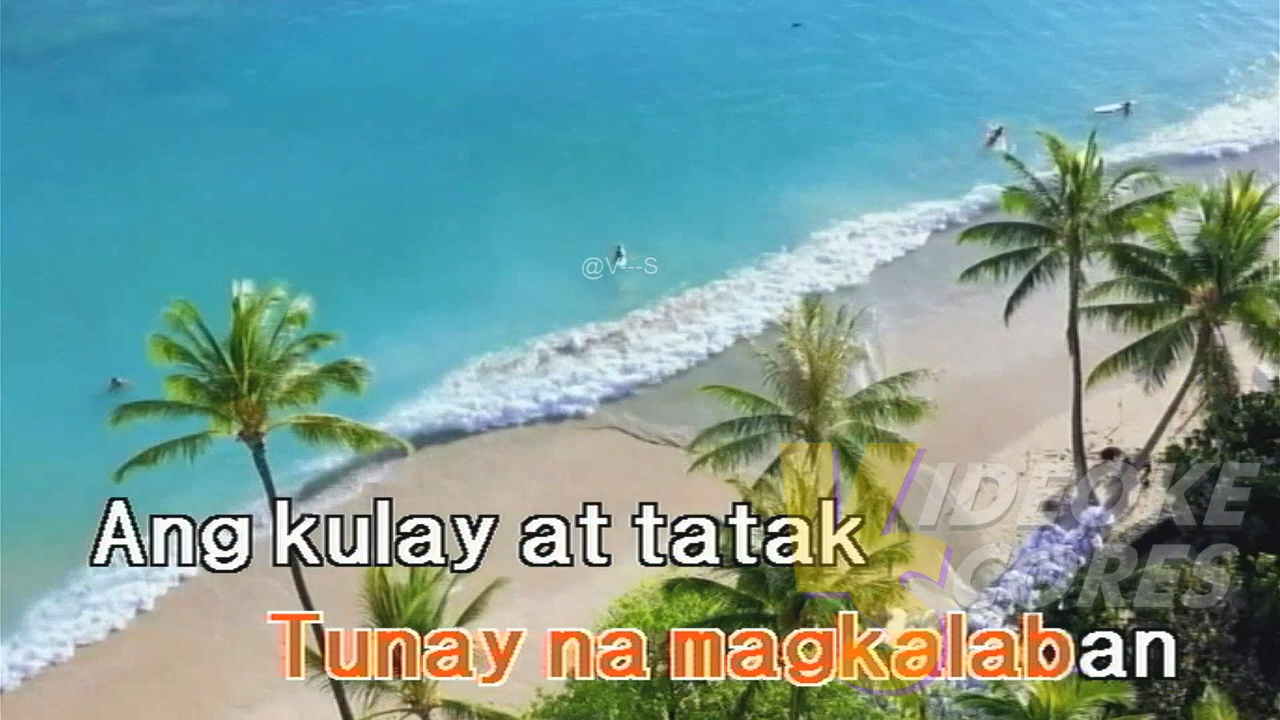 @V---S
VIDEOKE
SCORES
Ang kulay at tatak
Tunay na magkalaban